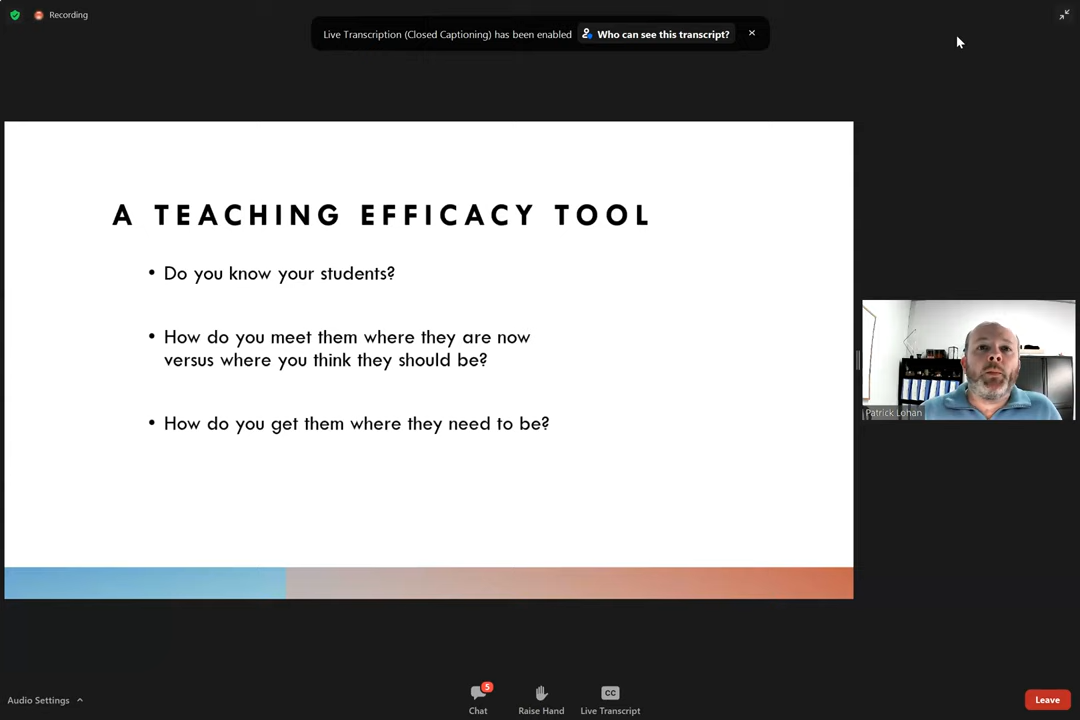 Recording
Live Transcription (Closed Captioning) has been enabled
Who can see this transcript?
A TEACHING EFFICACY TOOL
• Do you know your students?
• How do you meet them where they are now
versus where you think they should be?
• How do you get them where they need to be?
Patrick Lohan
Audio Settings
5
Chat
Raise Hand
CC
Live Transcript
Leave